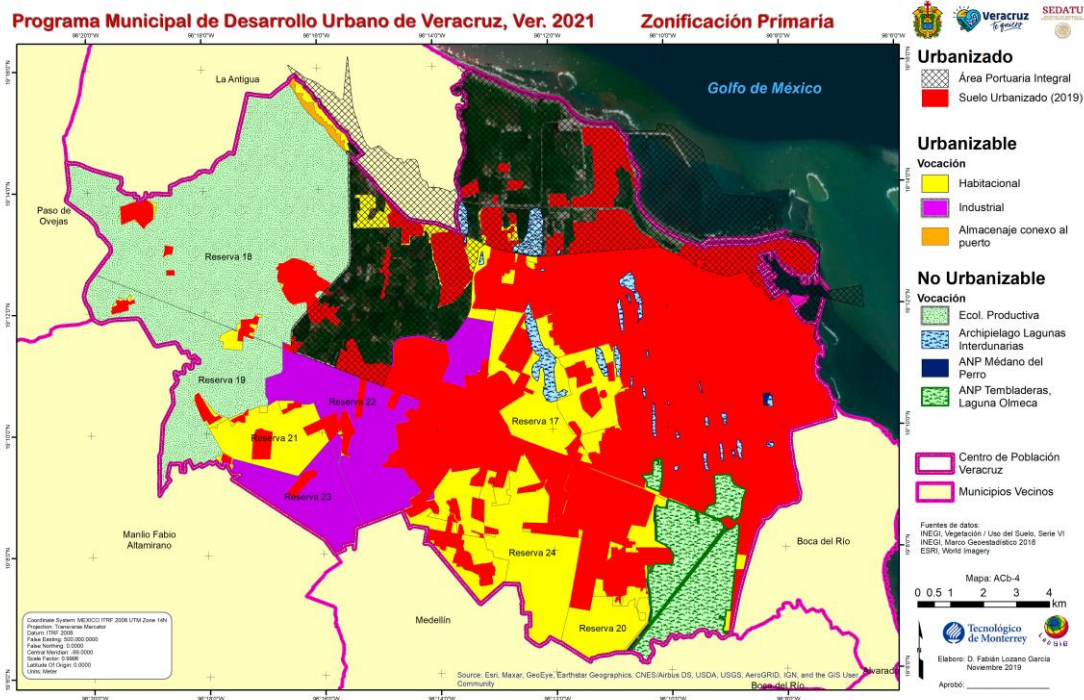 Programa Municipal de Desarrollo Urbano de Veracruz, Ver. 2021
Zonificación Primaria
Veracruz
Te quiero
SEDATU
Urbanizado
Área Portuaria Integral
Suelo Urbanizado (2019)
Urbanizable
Vocación
Habitacional
Industrial
Almacenaje conexo al
puerto
No Urbanizable
Vocación
Ecol. Productiva
Archipielago Lagunas
Interdunarias
ANP Médano del
Perro
ANP Tembladeras,
Laguna Olmeca
Centro de Población
Veracruz
Municipios Vecinos
Fuentes de datos:
INEGI, Vegetación / Uso del Suelo, Serie VI
INEGI, Marco Geoestadístico 2018
ESRI, World Imagery
Mapa: ACb-4
0 0.5 1 2 3 4
km
Tecnológico
de Monterrey
Elaboro: D. Fabián Lozano García
Noviembre 2019
Aprobó:
La Antigua
Golfo de México
Paso de
Ovejas
Reserva 18
Reserva 19
Reserva 22
Reserva 21
Reserva 17
Reserva 23
Reserva 24
Reserva 20
Manlio Fabio
Altamirano
Medellín
Boca del Río
Alvarado
Boca del Río
Coordinate System: MEXICO ITRF 2008 UTM Zone 14N
Projection: Transverse Mercator
Datum: ITRF 2008
False Easting: 500,000.0000
False Northing: 0.0000
Central Meridian: -99.0000
Scale Factor: 0.9996
Latitude Of Origin: 0.0000
Units: Meter
Source: Esri, Maxar, GeoEye, Earthstar Geographics, CNES/Airbus DS, USDA, USGS, AeroGRID, IGN, and the GIS User
Community